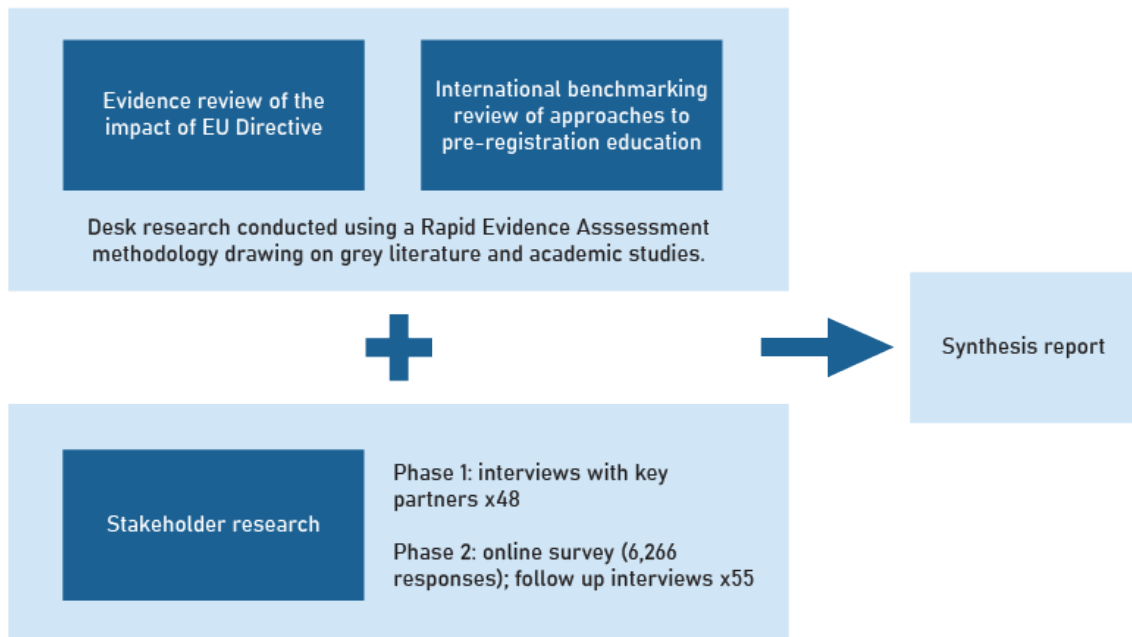 Evidence review of the
impact of EU Directive
International benchmarking
review of approaches to
pre-registration education
Desk research conducted using a Rapid Evidence Asssessment
methodology drawing on grey literature and academic studies.
Synthesis report
Stakeholder research
Phase 1: interviews with key
partners x48
Phase 2: online survey (6,266
responses); follow up interviews x55